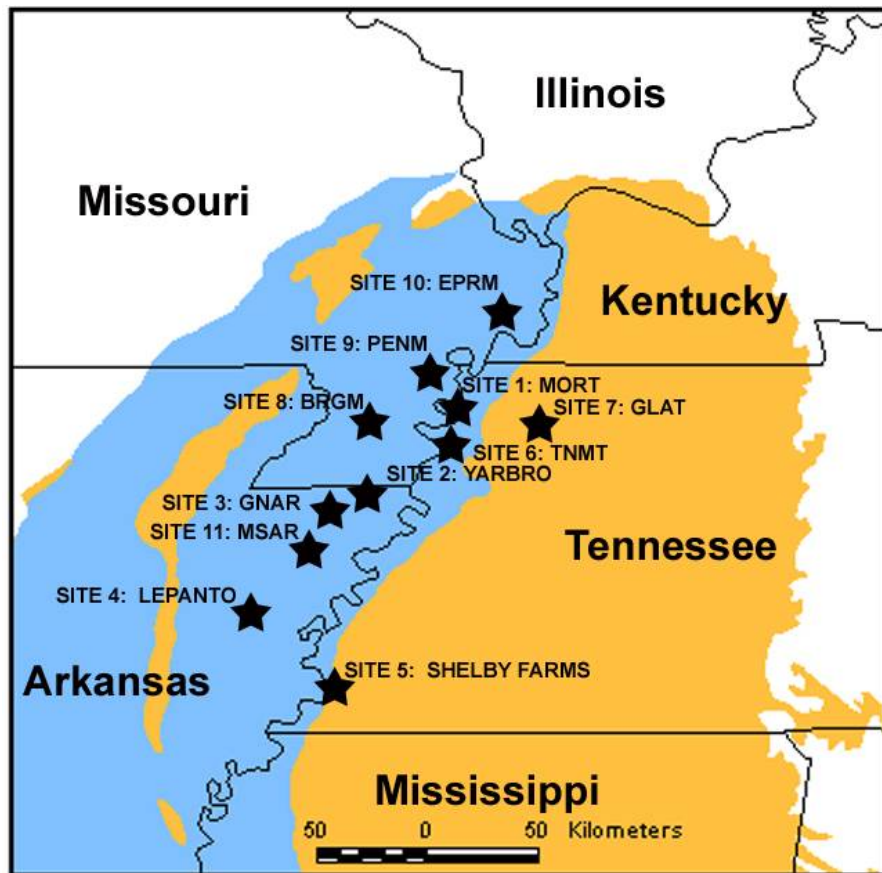 Illinois
Missouri
SITE 10: EPRM
Kentucky
SITE 9: PENM
SITE 1: MORT
SITE 8: BRGM
SITE 7: GLAT
SITE 6: TNMT
SITE 2: YARBRO
SITE 3: GNAR
SITE 11: MSAR
Tennessee
SITE 4: LEPANTO
SITE 5: SHELBY FARMS
Arkansas
Mississippi
50 0 50 Kilometers